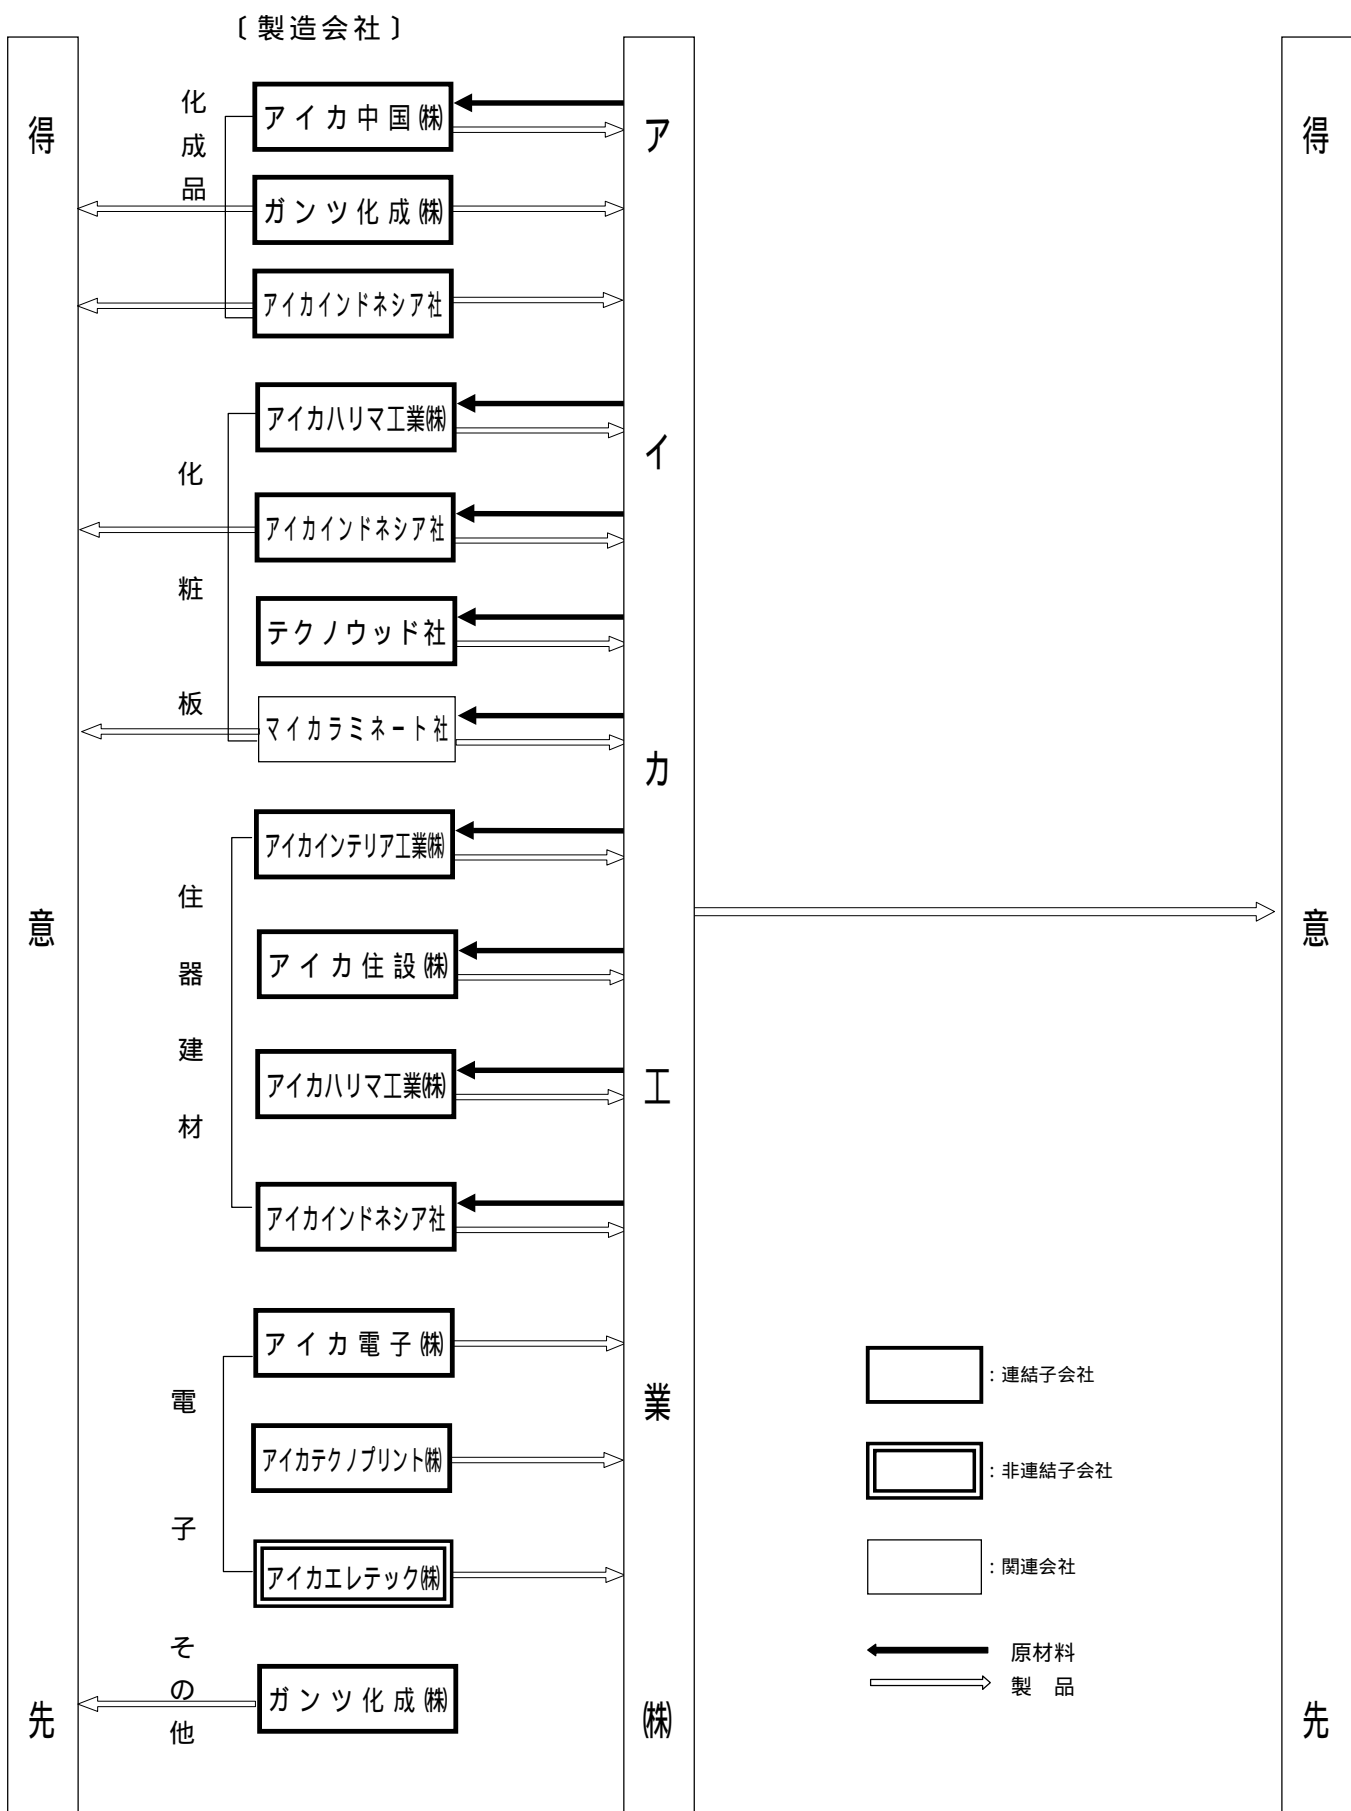 〔製造会社〕
得意先
化成品
アイカ中国㈱
ガンツ化成㈱
アイカインドネシア社
化粧板
アイカハリマ工業㈱
アイカインドネシア社
テクノウッド社
マイカラミネート社
住器建材
アイカインテリア工業㈱
アイカ住設㈱
アイカハリマ工業㈱
アイカインドネシア社
電子
アイカ電子㈱
アイカテクノプリント㈱
アイカエレテック㈱
その他
ガンツ化成㈱
アイカ工業㈱
得意先
：連結子会社
：非連結子会社
：関連会社
原材料
製　品